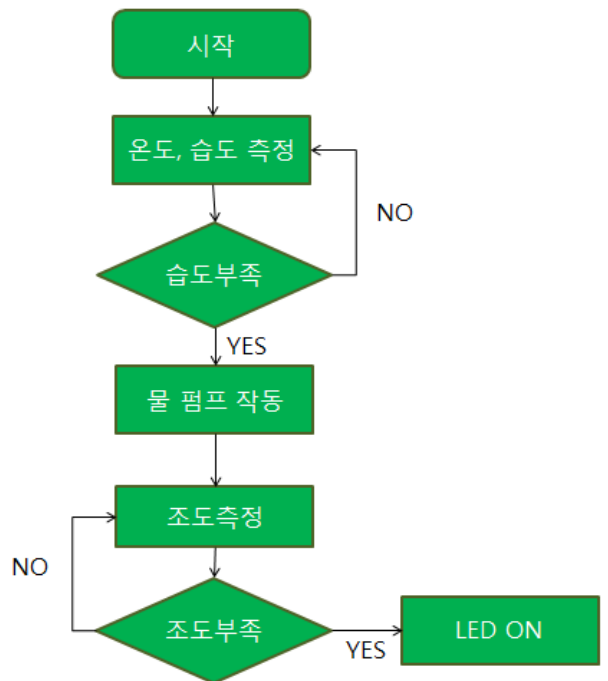 시작
온도, 습도 측정
NO
습도부족
YES
물 펌프 작동
조도측정
NO
조도부족
YES
LED ON